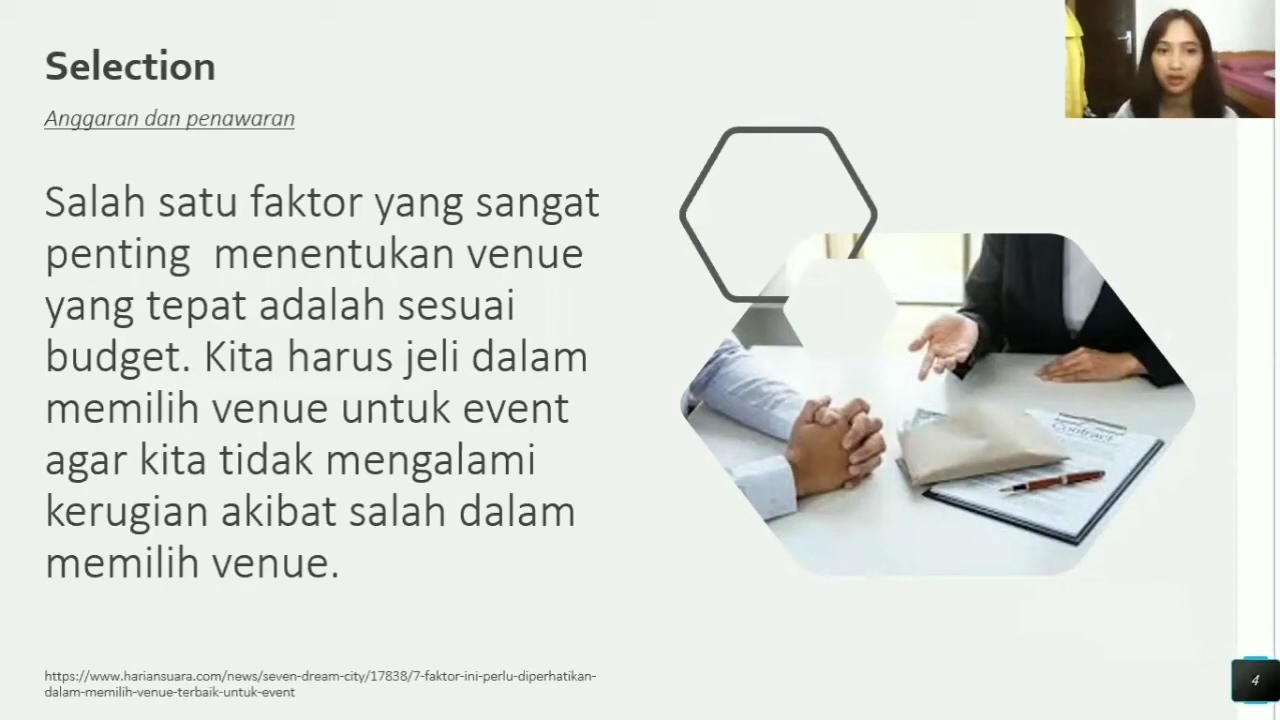 Selection
Anggaran dan penawaran
Salah satu faktor yang sangat
penting  menentukan venue
yang tepat adalah sesuai
budget. Kita harus jeli dalam
memilih venue untuk event
agar kita tidak mengalami
kerugian akibat salah dalam
memilih venue.
Contract
https://www.hariansuara.com/news/seven-dream-city/17838/7-faktor-ini-perlu-diperhatikan-
dalam-memilih-venue-terbaik-untuk-event
4